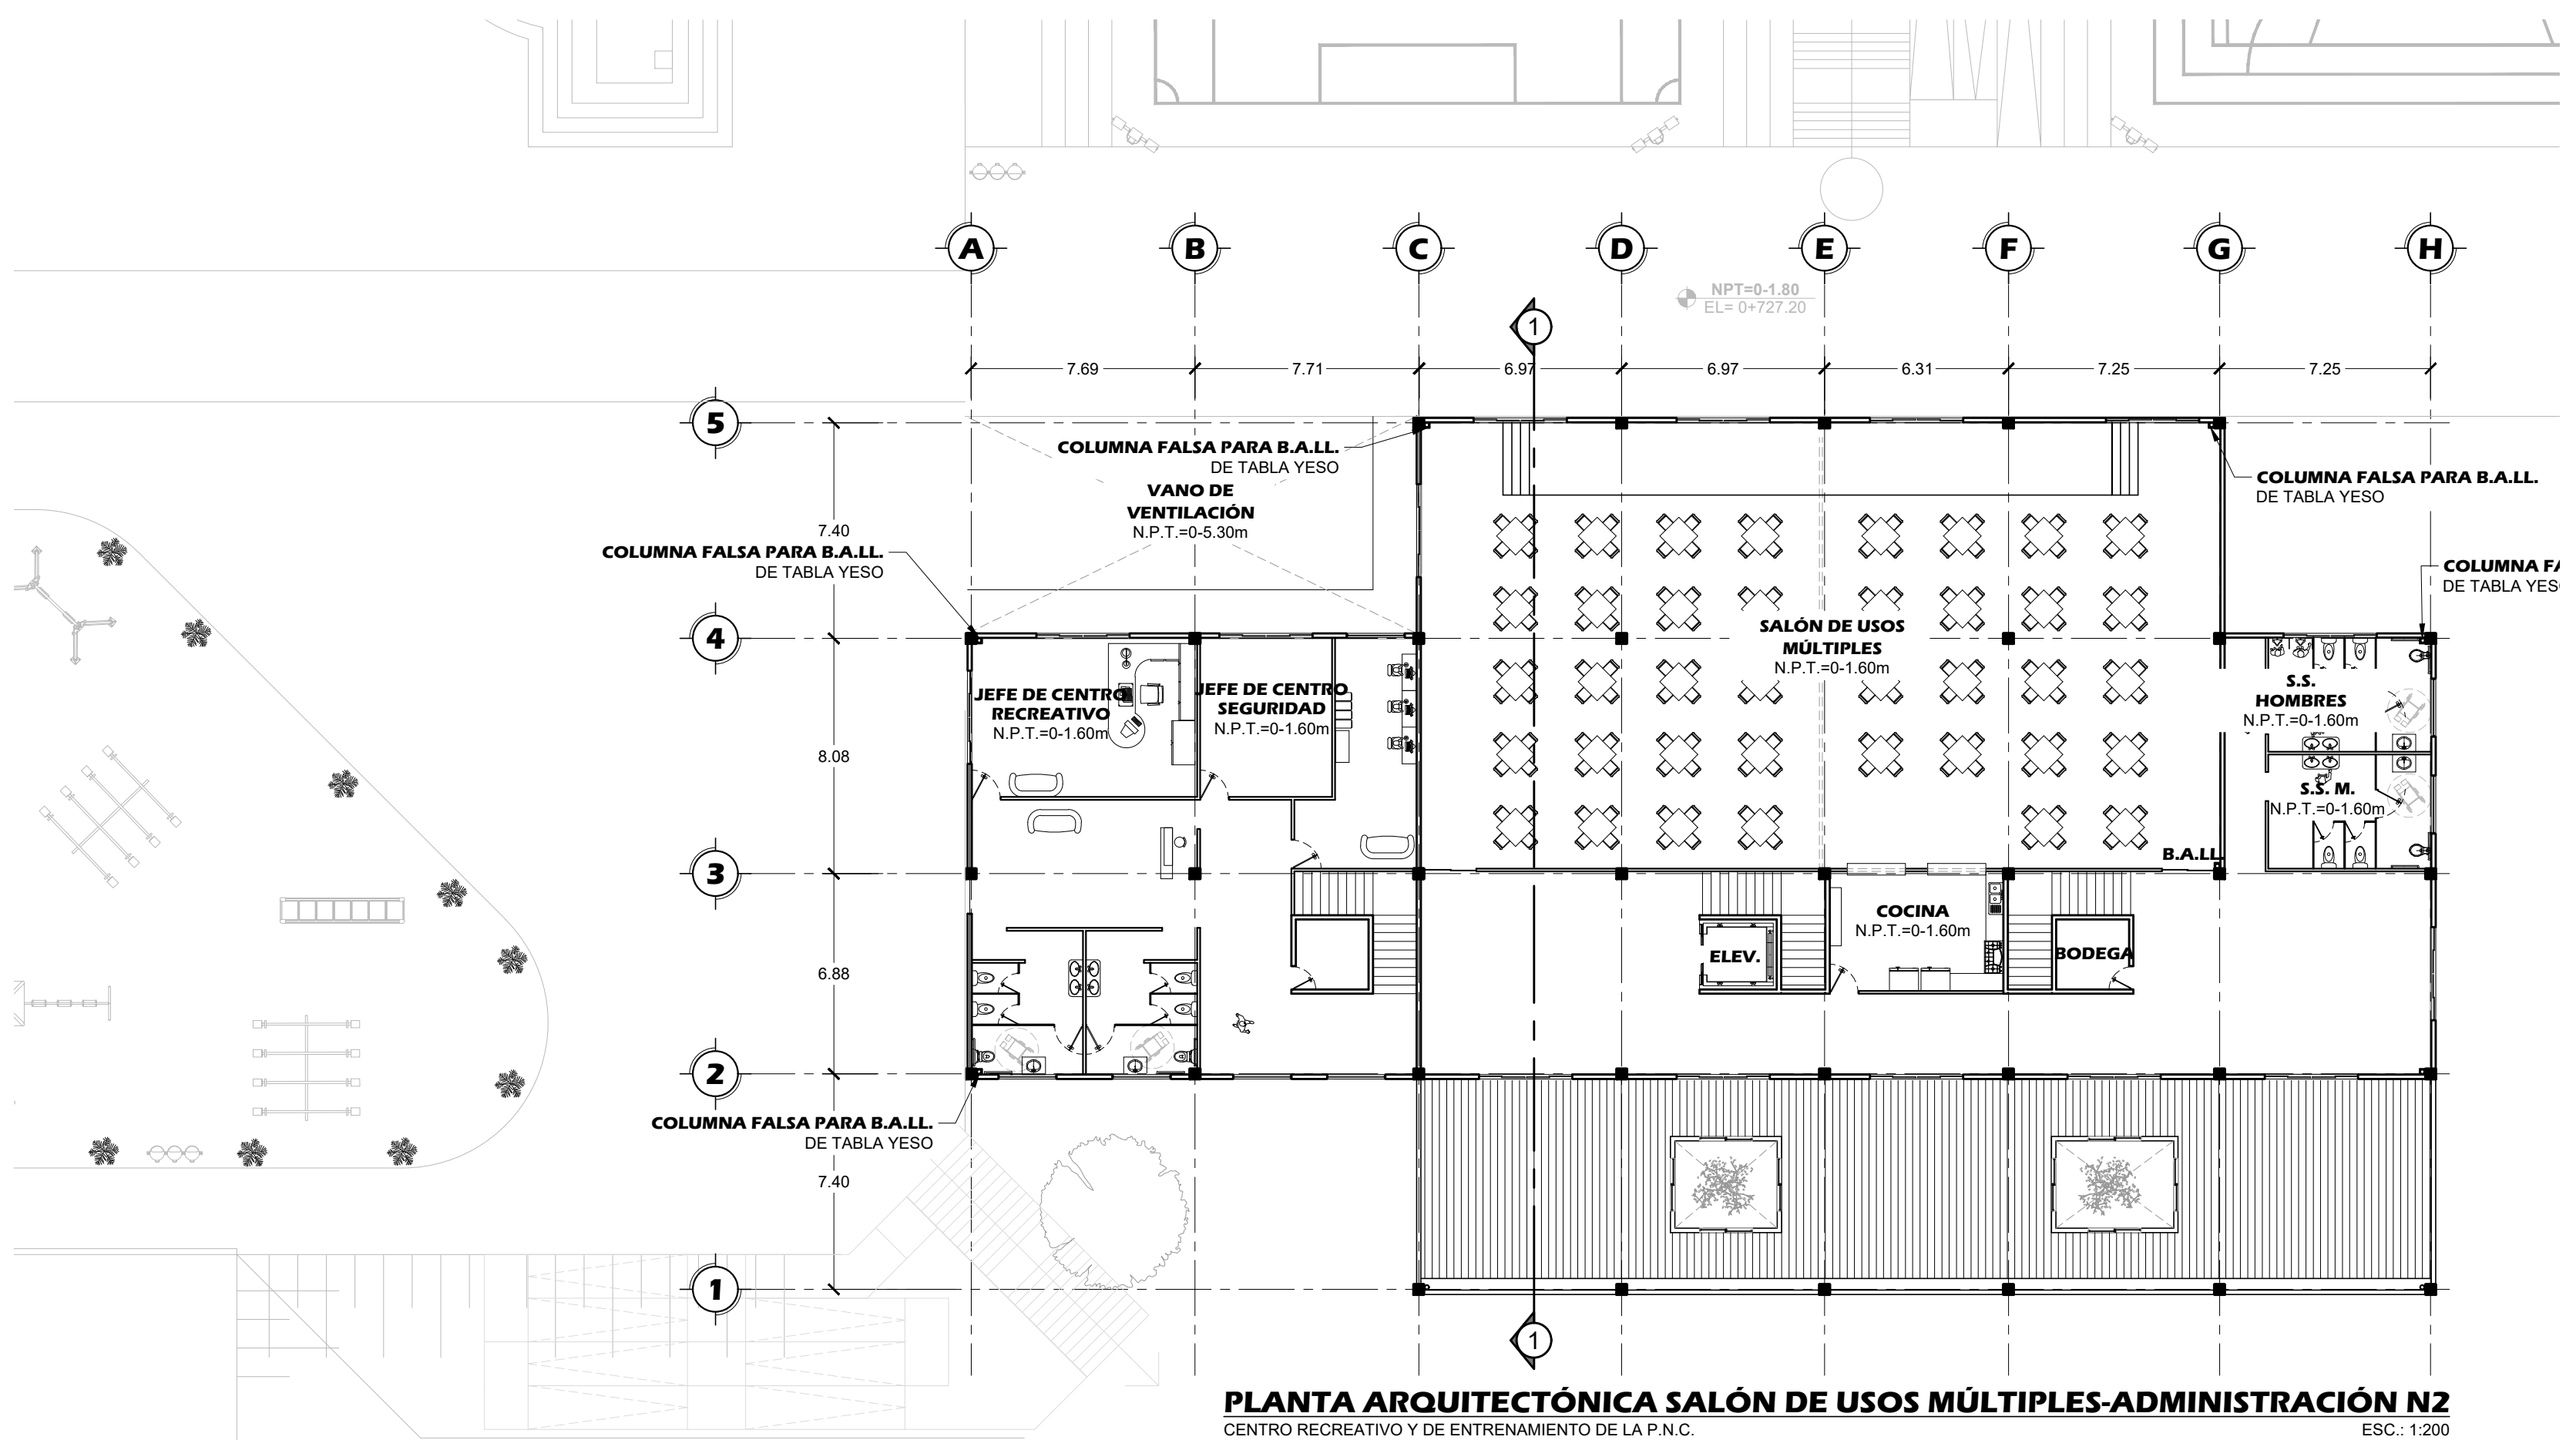 A B C D E F G H
NPT=0-1.80
EL= 0+727.20
1
7.69 7.71 6.97 6.97 6.31 7.25 7.25
5
COLUMNA FALSA PARA B.A.LL.
DE TABLA YESO
COLUMNA FALSA PARA B.A.LL.
DE TABLA YESO
VANO DE
VENTILACIÓN
N.P.T.=0-5.30m
7.40
COLUMNA FALSA PARA B.A.LL.
DE TABLA YESO
COLUMNA FA
DE TABLA YESO
4
SALÓN DE USOS
MÚLTIPLES
N.P.T.=0-1.60m
JEFE DE CENTRO
RECREATIVO
N.P.T.=0-1.60m
JEFE DE CENTRO
SEGURIDAD
N.P.T.=0-1.60m
S.S.
HOMBRES
N.P.T.=0-1.60m
8.08
S.S. M.
N.P.T.=0-1.60m
B.A.LL.
3
COCINA
N.P.T.=0-1.60m
ELEV.
BODEGA
6.88
2
COLUMNA FALSA PARA B.A.LL.
DE TABLA YESO
7.40
1
1
PLANTA ARQUITECTÓNICA SALÓN DE USOS MÚLTIPLES-ADMINISTRACIÓN N2
CENTRO RECREATIVO Y DE ENTRENAMIENTO DE LA P.N.C.
ESC.: 1:200